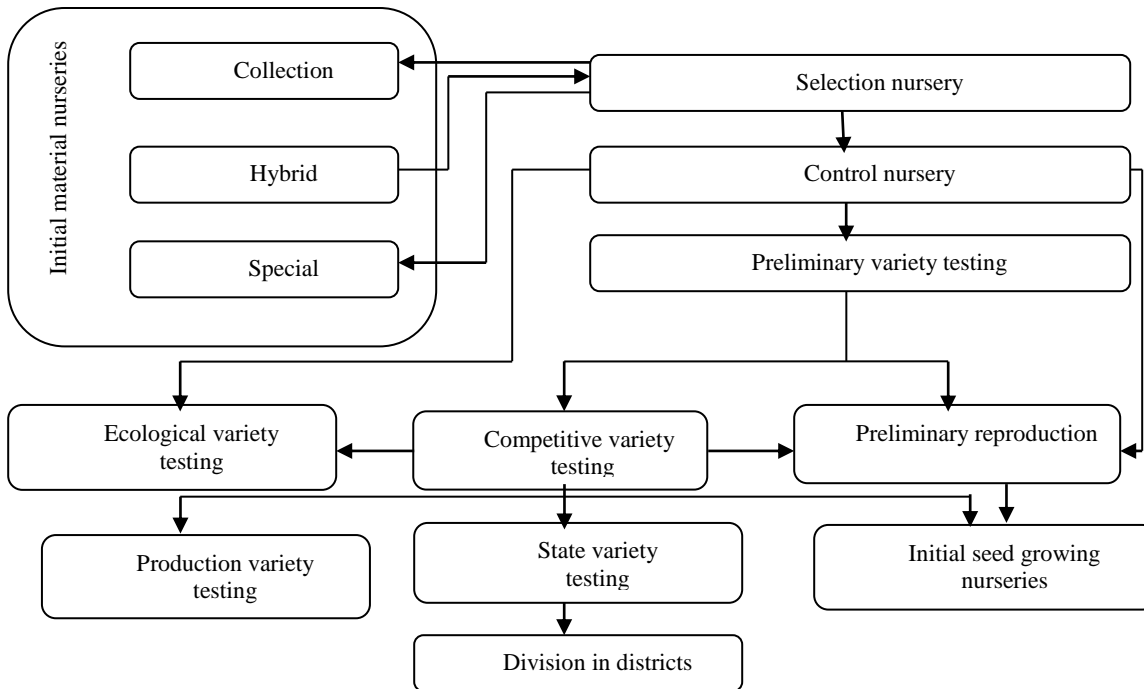 Initial material nurseries
Collection
Hybrid
Special
Selection nursery
Control nursery
Preliminary variety testing
Ecological variety
testing
Competitive variety
testing
Preliminary reproduction
Production variety
testing
State variety
testing
Initial seed growing
nurseries
Division in districts